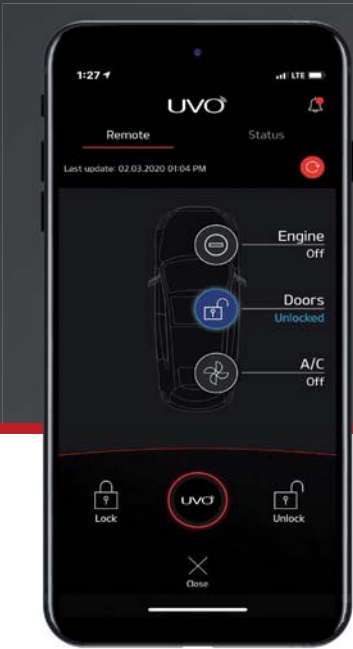 1:27
LTE
UVO
Remote
Status
Last update: 02.03.2020 01:04 PM
Engine
Off
Doors
Unlocked
A/C
Off
UVO
Lock
Unlock
Close